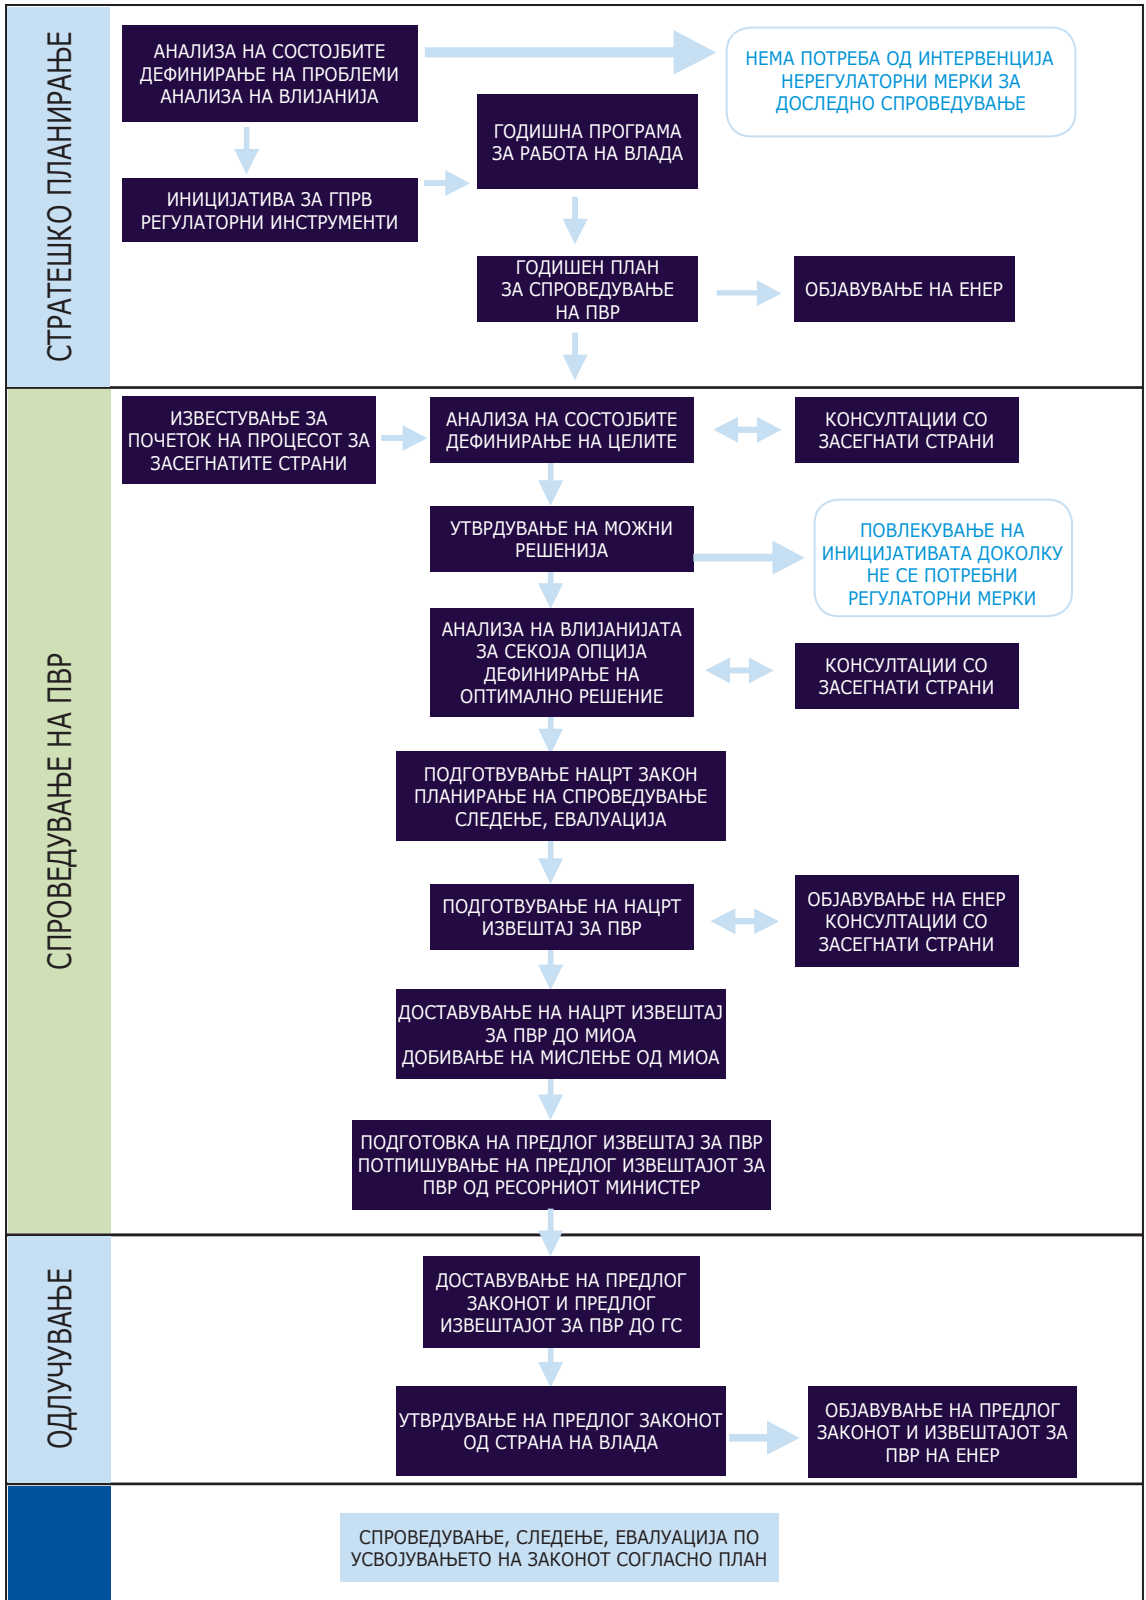 СТРАТЕШКО ПЛАНИРАЊЕ
АНАЛИЗА НА СОСТОЈБИТЕ
ДЕФИНИРАЊЕ НА ПРОБЛЕМИ
АНАЛИЗА НА ВЛИЈАНИЈА
НЕМА ПОТРЕБА ОД ИНТЕРВЕНЦИЈА
НЕРЕГУЛАТОРНИ МЕРКИ ЗА
ДОСЛЕДНО СПРОВЕДУВАЊЕ
ГОДИШНА ПРОГРАМА
ЗА РАБОТА НА ВЛАДА
ИНИЦИЈАТИВА ЗА ГПРВ
РЕГУЛАТОРНИ ИНСТРУМЕНТИ
ГОДИШЕН ПЛАН
ЗА СПРОВЕДУВАЊЕ
НА ПВР
ОБЈАВУВАЊЕ НА ЕНЕР
СПРОВЕДУВАЊЕ НА ПВР
ИЗВЕСТУВАЊЕ ЗА
ПОЧЕТОК НА ПРОЦЕСОТ ЗА
ЗАСЕГНАТИТЕ СТРАНИ
АНАЛИЗА НА СОСТОЈБИТЕ
ДЕФИНИРАЊЕ НА ЦЕЛИТЕ
КОНСУЛТАЦИИ СО
ЗАСЕГНАТИ СТРАНИ
УТВРДУВАЊЕ НА МОЖНИ
РЕШЕНИЈА
ПОВЛЕКУВАЊЕ НА
ИНИЦИЈАТИВАТА ДОКОЛКУ
НЕ СЕ ПОТРЕБНИ
РЕГУЛАТОРНИ МЕРКИ
АНАЛИЗА НА ВЛИЈАНИЈАТА
ЗА СЕКОЈА ОПЦИЈА
ДЕФИНИРАЊЕ НА
ОПТИМАЛНО РЕШЕНИЕ
КОНСУЛТАЦИИ СО
ЗАСЕГНАТИ СТРАНИ
ПОДГОТВУВАЊЕ НАЦРТ ЗАКОН
ПЛАНИРАЊЕ НА СПРОВЕДУВАЊЕ
СЛЕДЕЊЕ, ЕВАЛУАЦИЈА
ПОДГОТВУВАЊЕ НА НАЦРТ
ИЗВЕШТАЈ ЗА ПВР
ОБЈАВУВАЊЕ НА ЕНЕР
КОНСУЛТАЦИИ СО
ЗАСЕГНАТИ СТРАНИ
ДОСТАВУВАЊЕ НА НАЦРТ ИЗВЕШТАЈ
ЗА ПВР ДО МИОА
ДОБИВАЊЕ НА МИСЛЕЊЕ ОД МИОА
ПОДГОТОВКА НА ПРЕДЛОГ ИЗВЕШТАЈ ЗА ПВР
ПОТПИШУВАЊЕ НА ПРЕДЛОГ ИЗВЕШТАЈОТ ЗА
ПВР ОД РЕСОРНИОТ МИНИСТЕР
ОДЛУЧУВАЊЕ
ДОСТАВУВАЊЕ НА ПРЕДЛОГ
ЗАКОНОТ И ПРЕДЛОГ
ИЗВЕШТАЈОТ ЗА ПВР ДО ГС
УТВРДУВАЊЕ НА ПРЕДЛОГ ЗАКОНОТ
ОД СТРАНА НА ВЛАДА
ОБЈАВУВАЊЕ НА ПРЕДЛОГ
ЗАКОНОТ И ИЗВЕШТАЈОТ ЗА
ПВР НА ЕНЕР
СПРОВЕДУВАЊЕ, СЛЕДЕЊЕ, ЕВАЛУАЦИЈА ПО
УСВОЈУВАЊЕТО НА ЗАКОНОТ СОГЛАСНО ПЛАН